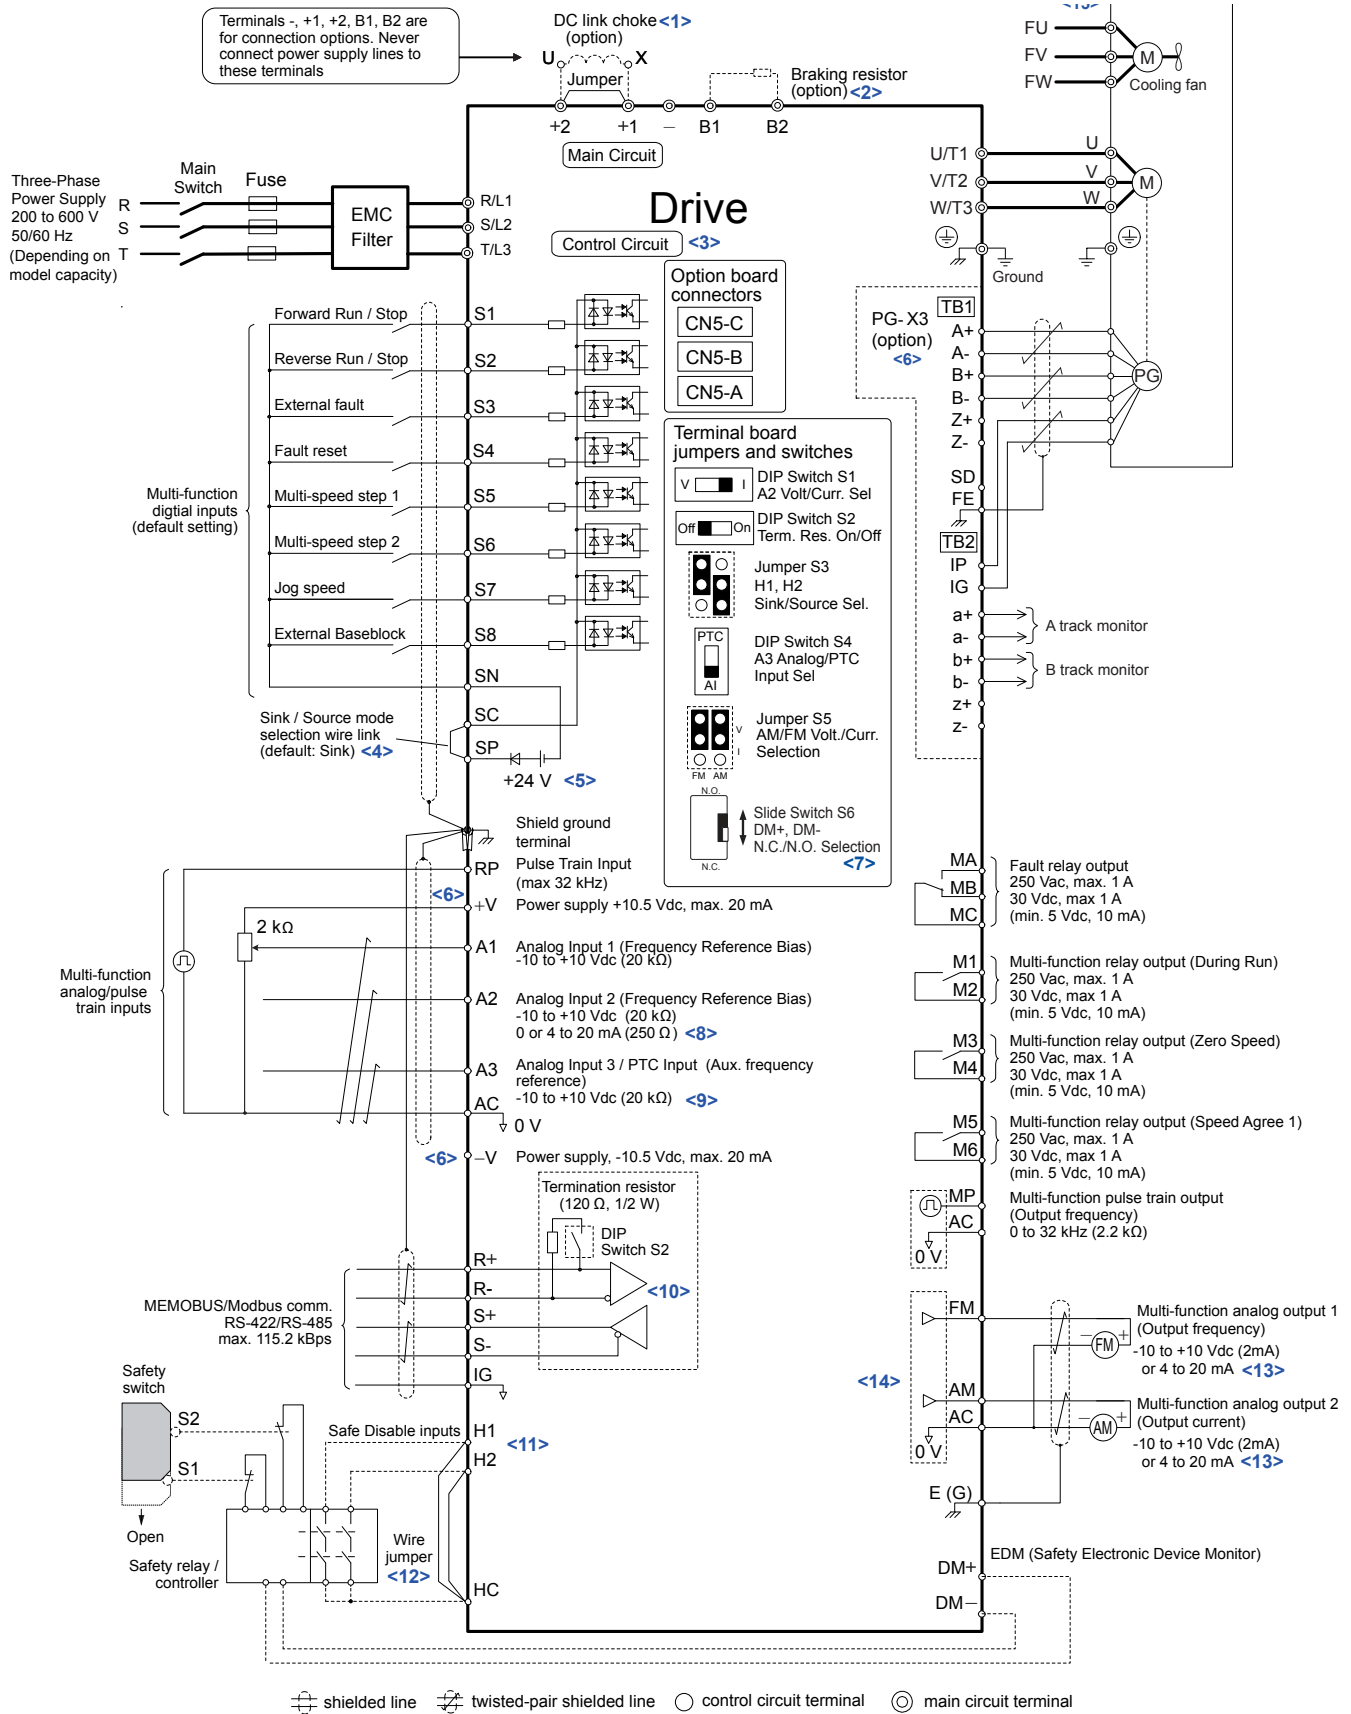 Terminals -, +1, +2, B1, B2 are
for connection options. Never
connect power supply lines to
these terminals
DC link choke <1>
(option)
U
X
Jumper
Braking resistor
(option) <2>
+2
+1
–
B1
B2
Main Circuit
FU
FV
FW
M
Cooling fan
Three-Phase
Power Supply
200 to 600 V
50/60 Hz
(Depending on
model capacity)
R
S
T
Main
Switch
Fuse
EMC
Filter
R/L1
S/L2
T/L3
Drive
Control Circuit
<3>
U/T1
V/T2
W/T3
U
V
W
M
Ground
Option board
connectors
CN5-C
CN5-B
CN5-A
PG-X3
(option)
<6>
TB1
A+
A-
B+
B-
Z+
Z-
SD
FE
PG
TB2
IP
IG
a+
a-
b+
b-
z+
z-
A track monitor
B track monitor
Multi-function
digtial inputs
(default setting)
Forward Run / Stop
S1
Reverse Run / Stop
S2
External fault
S3
Fault reset
S4
Multi-speed step 1
S5
Multi-speed step 2
S6
Jog speed
S7
External Baseblock
S8
SN
SC
SP
Sink / Source mode
selection wire link
(default: Sink) <4>
+24 V <5>
Terminal board
jumpers and switches
V
I
DIP Switch S1
A2 Volt/Curr. Sel
Off
On
DIP Switch S2
Term. Res. On/Off
Jumper S3
H1, H2
Sink/Source Sel.
PTC
AI
DIP Switch S4
A3 Analog/PTC
Input Sel
V
I
FM AM
Jumper S5
AM/FM Volt./Curr.
Selection
N.O.
N.C.
Slide Switch S6
DM+, DM-
N.C./N.O. Selection
<7>
Shield ground
terminal
Multi-function
analog/pulse
train inputs
2 kΩ
<6>
RP
Pulse Train Input
(max 32 kHz)
+V
Power supply +10.5 Vdc, max. 20 mA
A1
Analog Input 1 (Frequency Reference Bias)
-10 to +10 Vdc (20 kΩ)
A2
Analog Input 2 (Frequency Reference Bias)
-10 to +10 Vdc (20 kΩ)
0 or 4 to 20 mA (250 Ω) <8>
A3
Analog Input 3 / PTC Input (Aux. frequency
reference)
-10 to +10 Vdc (20 kΩ) <9>
AC
0 V
<6>
–V
Power supply, -10.5 Vdc, max. 20 mA
MA
MB
MC
Fault relay output
250 Vac, max. 1 A
30 Vdc, max 1 A
(min. 5 Vdc, 10 mA)
M1
M2
Multi-function relay output (During Run)
250 Vac, max. 1 A
30 Vdc, max 1 A
(min. 5 Vdc, 10 mA)
M3
M4
Multi-function relay output (Zero Speed)
250 Vac, max. 1 A
30 Vdc, max 1 A
(min. 5 Vdc, 10 mA)
M5
M6
Multi-function relay output (Speed Agree 1)
250 Vac, max. 1 A
30 Vdc, max 1 A
(min. 5 Vdc, 10 mA)
MP
AC
0 V
Multi-function pulse train output
(Output frequency)
0 to 32 kHz (2.2 kΩ)
Termination resistor
(120 Ω, 1/2 W)
DIP
Switch S2
<10>
MEMOBUS/Modbus comm.
RS-422/RS-485
max. 115.2 kBps
R+
R-
S+
S-
IG
<14>
FM
AM
AC
0 V
FM
– +
Multi-function analog output 1
(Output frequency)
-10 to +10 Vdc (2mA)
or 4 to 20 mA <13>
AM
– +
Multi-function analog output 2
(Output current)
-10 to +10 Vdc (2mA)
or 4 to 20 mA <13>
E (G)
Safety
switch
S2
S1
Open
Safety relay /
controller
Safe Disable inputs
H1
H2
<11>
Wire
jumper
<12>
HC
EDM (Safety Electronic Device Monitor)
DM+
DM–
shielded line
twisted-pair shielded line
control circuit terminal
main circuit terminal